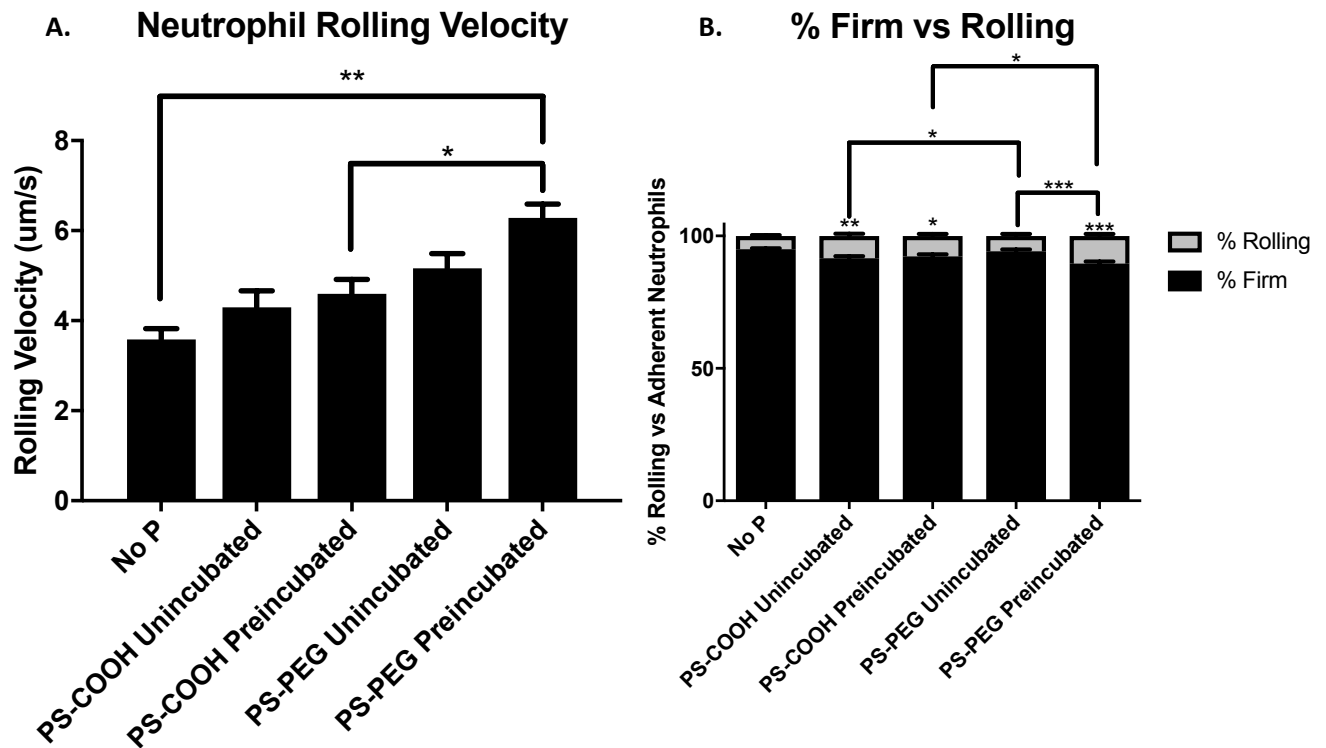 A. Neutrophil Rolling Velocity
**
*
Rolling Velocity (um/s)
8
6
4
2
0
No P
PS-COOH Unincubated
PS-COOH Preincubated
PS-PEG Unincubated
PS-PEG Preincubated
B. % Firm vs Rolling
*
*
***
** * ***
% Rolling vs Adherent Neutrophils
100
50
0
No P
PS-COOH Unincubated
PS-COOH Preincubated
PS-PEG Unincubated
PS-PEG Preincubated
% Rolling
% Firm